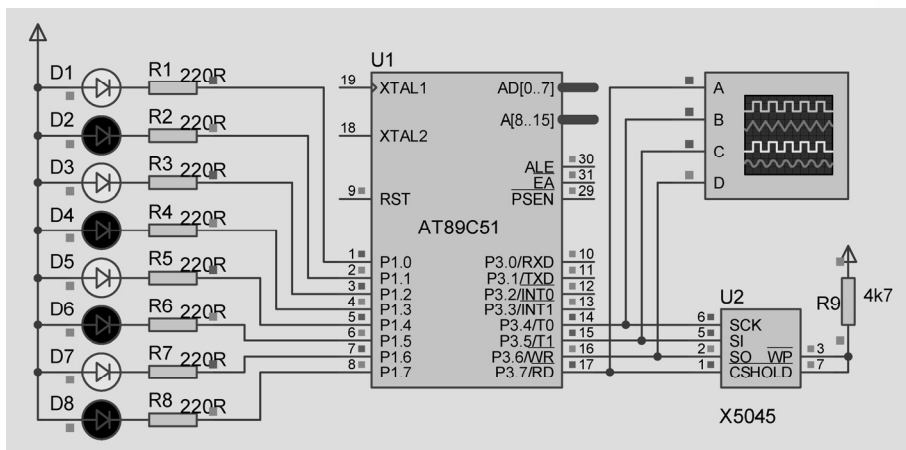 D1
R1 220R
D2
R2 220R
D3
R3 220R
D4
R4 220R
D5
R5 220R
D6
R6 220R
D7
R7 220R
D8
R8 220R
U1
19 XTAL1
18 XTAL2
9 RST
AT89C51
1 P1.0
2 P1.1
3 P1.2
4 P1.3
5 P1.4
6 P1.5
7 P1.6
8 P1.7
AD[0..7]
A[8..15]
ALE 30
EA 31
PSEN 29
P3.0/RXD 10
P3.1/TXD 11
P3.2/INT0 12
P3.3/INT1 13
P3.4/T0 14
P3.5/T1 15
P3.6/WR 16
P3.7/RD 17
A
B
C
D
U2
6 SCK
5 SI
2 SO WP 3
1 CSHOLD 7
X5045
R9 4k7